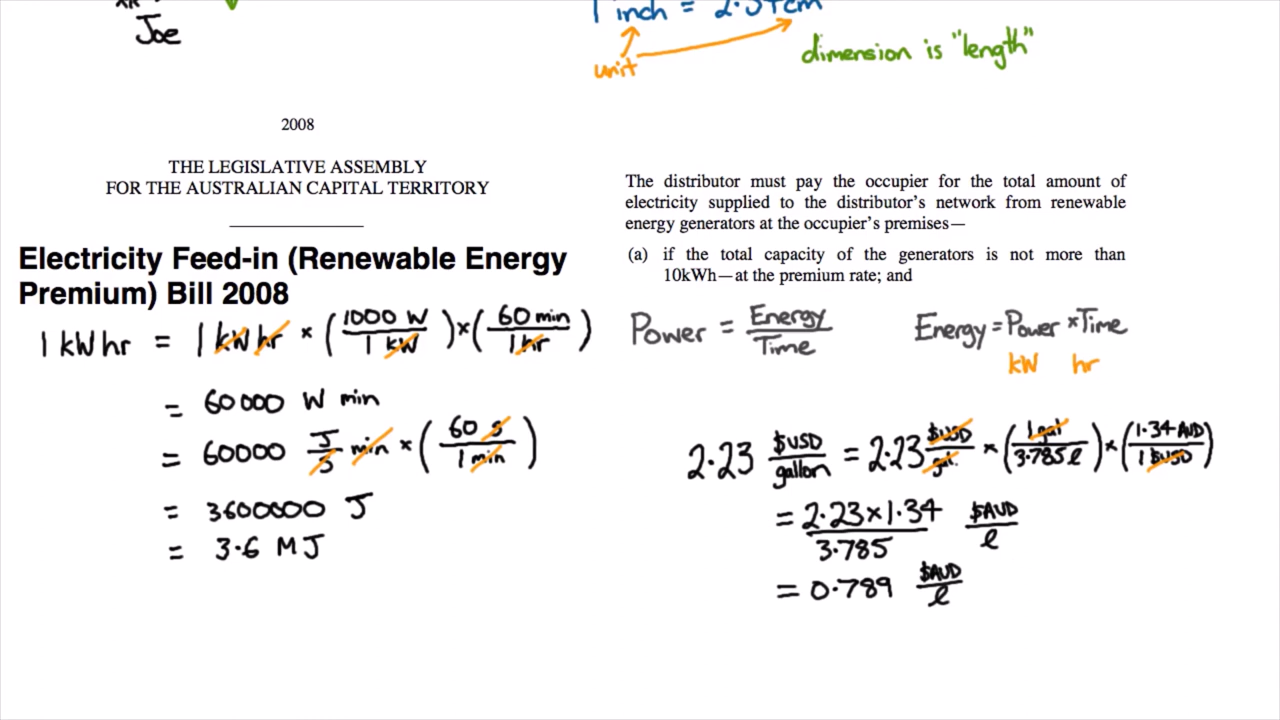 Joe
1 inch = 2.54cm
unit
dimension is "length"
2008
THE LEGISLATIVE ASSEMBLY
FOR THE AUSTRALIAN CAPITAL TERRITORY
Electricity Feed-in (Renewable Energy
Premium) Bill 2008
The distributor must pay the occupier for the total amount of
electricity supplied to the distributor's network from renewable
energy generators at the occupier's premises—
(a) if the total capacity of the generators is not more than
10kWh—at the premium rate; and
1 kW hr = 1 kW hr × (1000 W / 1 kW) × (60 min / 1 hr)
= 60000 W min
= 60000 J/s min × (60 s / 1 min)
= 3600000 J
= 3.6 MJ
Power = Energy / Time
Energy = Power × Time
kW hr
2.23 $USD/gallon = 2.23 $USD/gal. × (1 gal / 3.785 l) × (1.34 AUD / 1 $USD)
= 2.23 × 1.34 / 3.785 $AUD/l
= 0.789 $AUD/l